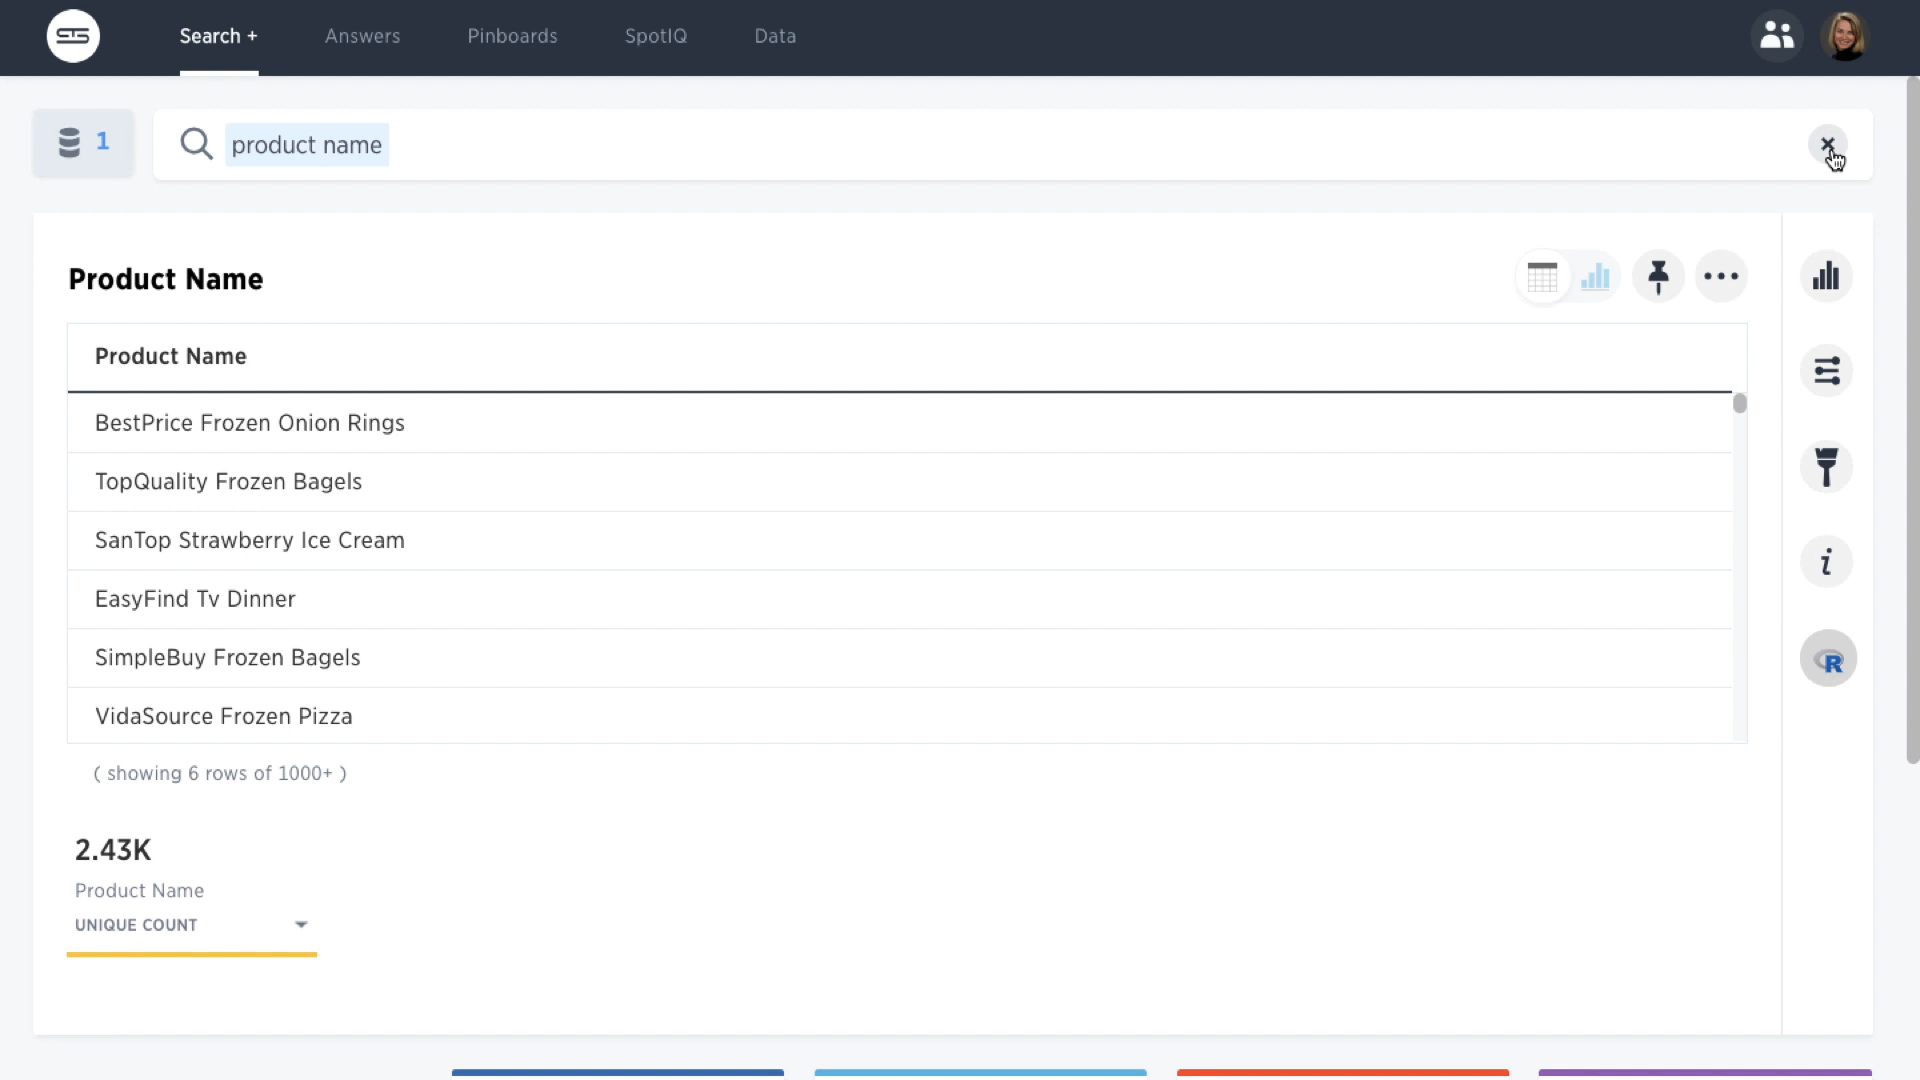 Search + Answers Pinboards SpotIQ Data
1 product name
Product Name
Product Name
BestPrice Frozen Onion Rings
TopQuality Frozen Bagels
SanTop Strawberry Ice Cream
EasyFind Tv Dinner
SimpleBuy Frozen Bagels
VidaSource Frozen Pizza
( showing 6 rows of 1000+ )
2.43K
Product Name
UNIQUE COUNT
i
R